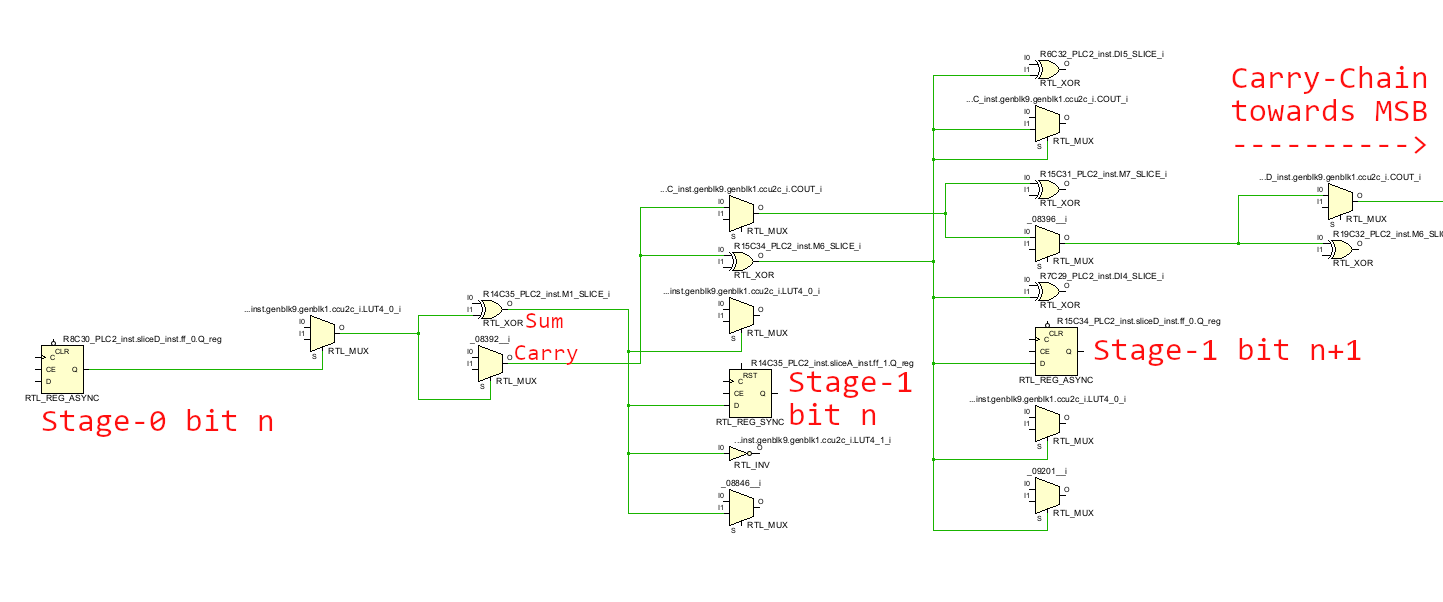 R6C32_PLC2_inst.DI5_SLICE_i
I0
I1
O
RTL_XOR
Carry-Chain
towards MSB
---------->
...C_inst.genblk9.genblk1.ccu2c_i.COUT_i
I0
I1
O
S
RTL_MUX
R15C31_PLC2_inst.M7_SLICE_i
I0
I1
O
RTL_XOR
...D_inst.genblk9.genblk1.ccu2c_i.COUT_i
I0
I1
O
S
RTL_MUX
...C_inst.genblk9.genblk1.ccu2c_i.COUT_i
I0
I1
O
S
RTL_MUX
_08396__i
I0
I1
O
S
RTL_MUX
R19C32_PLC2_inst.M6_SLIC
I0
I1
O
RTL_XOR
R15C34_PLC2_inst.M6_SLICE_i
I0
I1
O
RTL_XOR
R7C29_PLC2_inst.DI4_SLICE_i
I0
I1
O
RTL_XOR
...inst.genblk9.genblk1.ccu2c_i.LUT4_0_i
I0
I1
O
S
RTL_MUX
R14C35_PLC2_inst.M1_SLICE_i
I0
I1
O
RTL_XOR
Sum
...inst.genblk9.genblk1.ccu2c_i.LUT4_0_i
I0
I1
O
S
RTL_MUX
R8C30_PLC2_inst.sliceD_inst.ff_0.Q_reg
CLR
C
CE
D
Q
RTL_REG_ASYNC
Stage-0 bit n
_08392__i
I0
I1
O
S
RTL_MUX
Carry
R15C34_PLC2_inst.sliceD_inst.ff_0.Q_reg
CLR
C
CE
D
Q
RTL_REG_ASYNC
Stage-1 bit n+1
R14C35_PLC2_inst.sliceA_inst.ff_1.Q_reg
RST
C
CE
D
Q
RTL_REG_SYNC
Stage-1
bit n
...inst.genblk9.genblk1.ccu2c_i.LUT4_0_i
I0
I1
O
S
RTL_MUX
...inst.genblk9.genblk1.ccu2c_i.LUT4_1_i
I0
O
RTL_INV
_09201__i
I0
I1
O
S
RTL_MUX
_08846__i
I0
I1
O
S
RTL_MUX